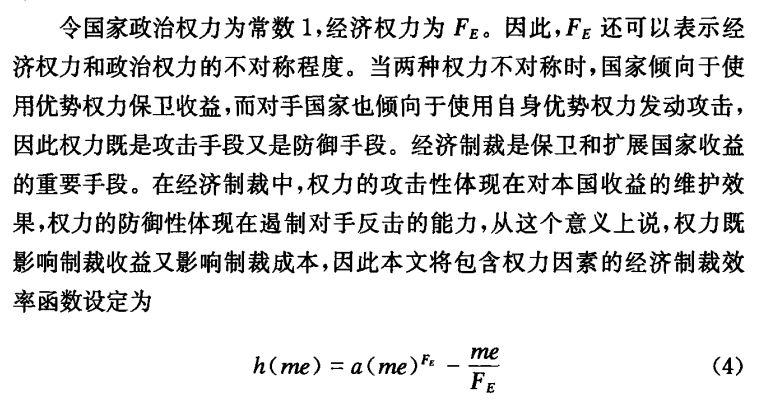 令国家政治权力为常数1,经济权力为 F_E。因此,F_E 还可以表示经
济权力和政治权力的不对称程度。当两种权力不对称时,国家倾向于使
用优势权力保卫收益,而对手国家也倾向于使用自身优势权力发动攻击,
因此权力既是攻击手段又是防御手段。经济制裁是保卫和扩展国家收益
的重要手段。在经济制裁中,权力的攻击性体现在对本国收益的维护效
果,权力的防御性体现在遏制对手反击的能力,从这个意义上说,权力既
影响制裁收益又影响制裁成本,因此本文将包含权力因素的经济制裁效
率函数设定为
h(me) = a(me)^{F_E} - \frac{me}{F_E} (4)